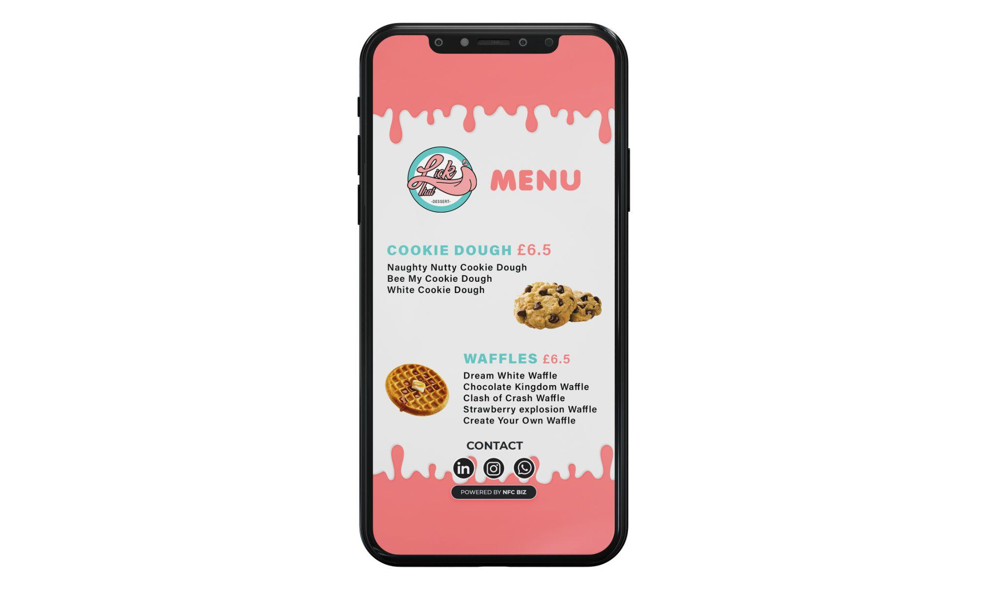 Lick
that
-DESSERT-
MENU
COOKIE DOUGH £6.5
Naughty Nutty Cookie Dough
Bee My Cookie Dough
White Cookie Dough
WAFFLES £6.5
Dream White Waffle
Chocolate Kingdom Waffle
Clash of Crash Waffle
Strawberry explosion Waffle
Create Your Own Waffle
CONTACT
in
POWERED BY NFC BIZ